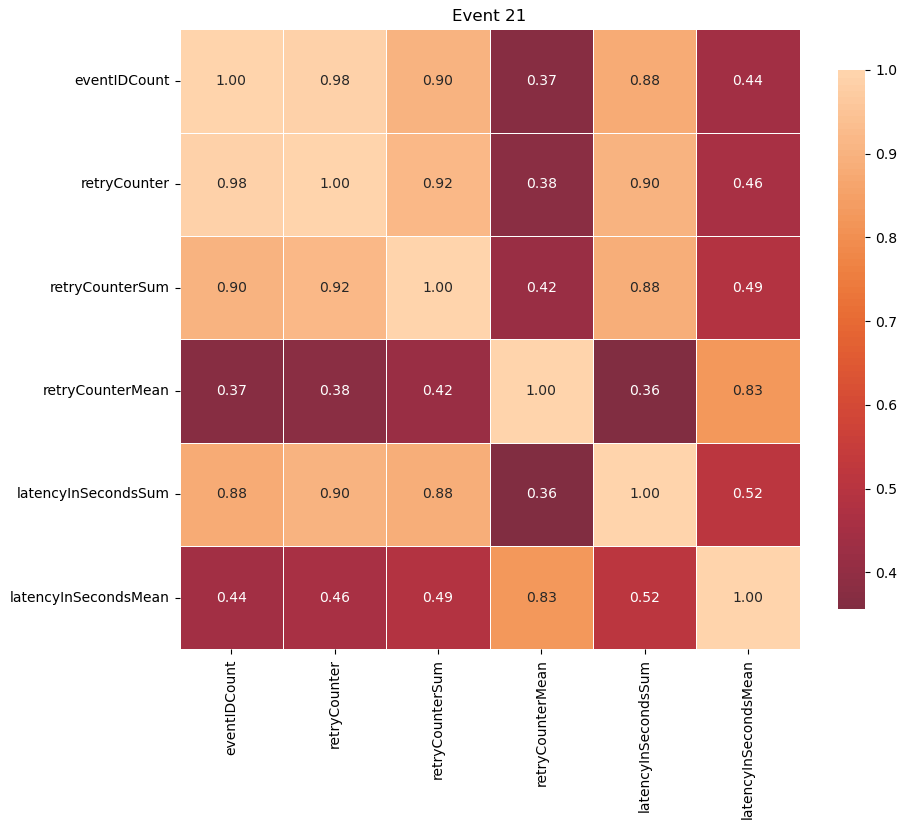 Event 21
eventIDCount 1.00 0.98 0.90 0.37 0.88 0.44
retryCounter 0.98 1.00 0.92 0.38 0.90 0.46
retryCounterSum 0.90 0.92 1.00 0.42 0.88 0.49
retryCounterMean 0.37 0.38 0.42 1.00 0.36 0.83
latencyInSecondsSum 0.88 0.90 0.88 0.36 1.00 0.52
latencyInSecondsMean 0.44 0.46 0.49 0.83 0.52 1.00
eventIDCount
retryCounter
retryCounterSum
retryCounterMean
latencyInSecondsSum
latencyInSecondsMean
1.0
0.9
0.8
0.7
0.6
0.5
0.4